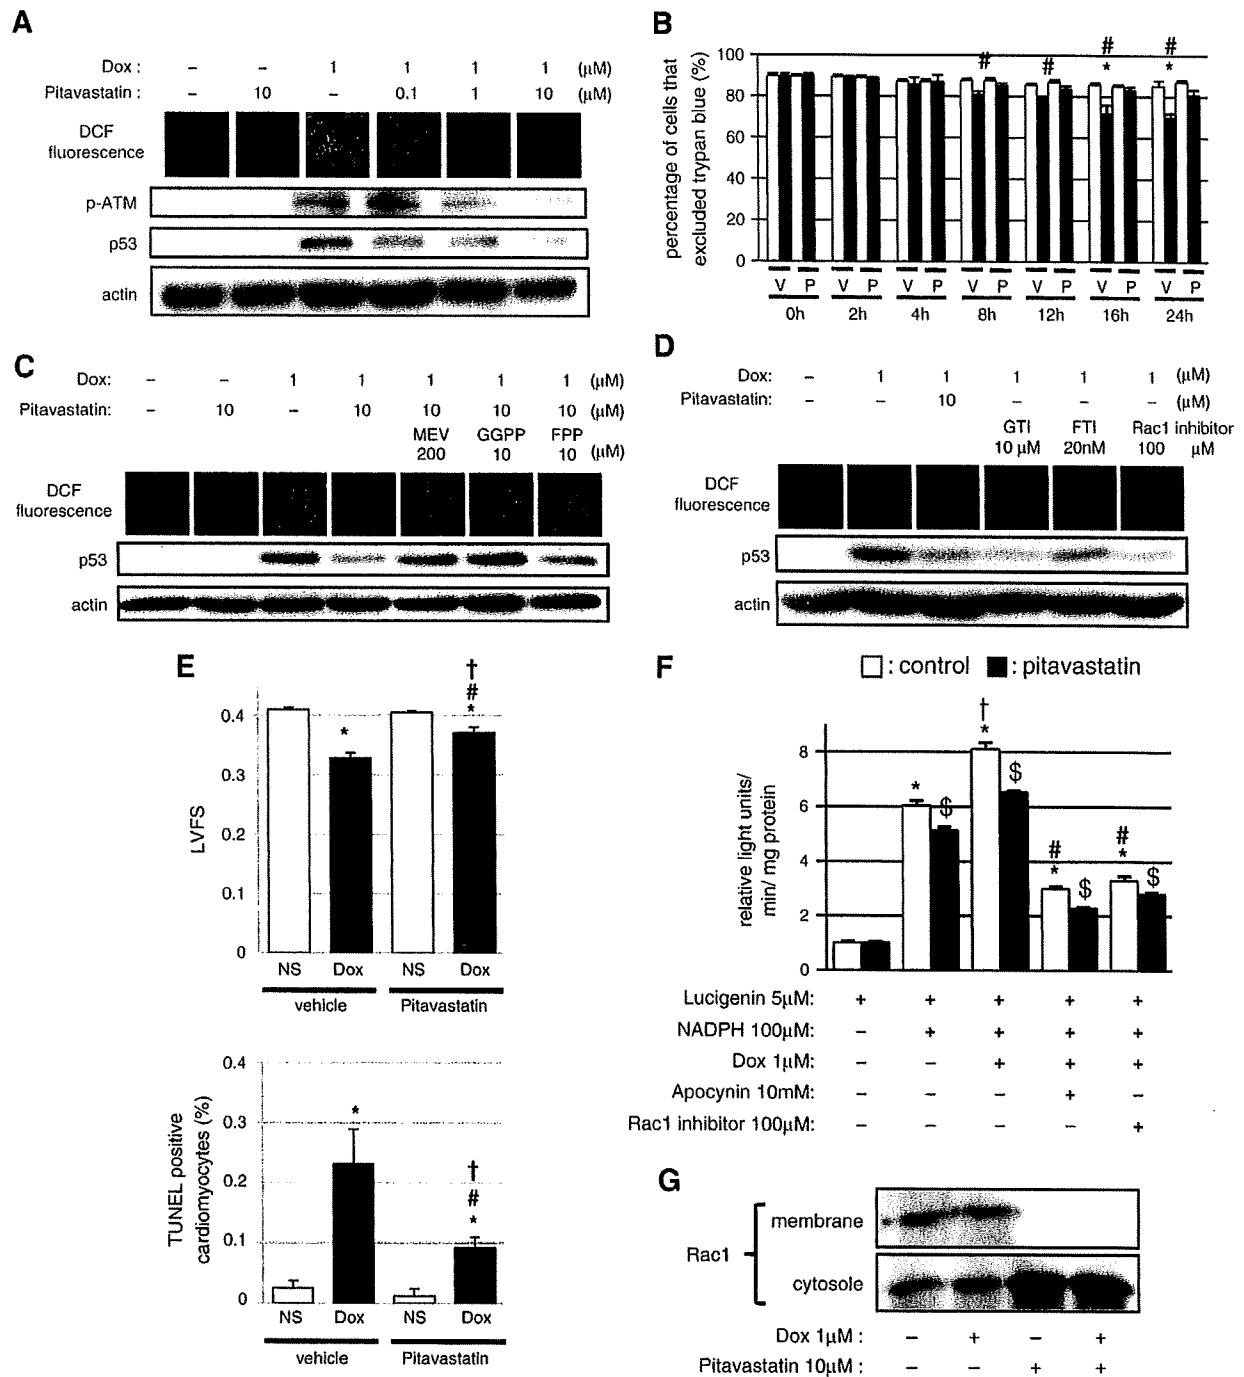 A
Dox : – – 1 1 1 1 (μM)
Pitavastatin : – 10 – 0.1 1 10 (μM)
DCF
fluorescence
p-ATM
p53
actin
B
percentage of cells that
excluded trypan blue (%)
100
80
60
40
20
0
# # # #
* *
V P V P V P V P V P V P V P
0h 2h 4h 8h 12h 16h 24h
C
Dox: – – 1 1 1 1 1 (μM)
Pitavastatin: – 10 – 10 10 10 10 (μM)
MEV GGPP FPP
200 10 10 (μM)
DCF
fluorescence
p53
actin
D
Dox: – 1 1 1 1 1 (μM)
Pitavastatin: – – 10 – – – (μM)
GTI FTI Rac1 inhibitor
10 μM 20nM 100 μM
DCF
fluorescence
p53
actin
E
LVFS
0.4
0.3
0.2
0.1
0
*
†
#
*
NS Dox NS Dox
vehicle Pitavastatin
TUNEL positive
cardiomyocytes (%)
0.4
0.3
0.2
0.1
0
*
†
#
*
NS Dox NS Dox
vehicle Pitavastatin
F
: control : pitavastatin
relative light units/
min/ mg protein
8
6
4
2
0
* $
†
* $
#
* $
#
* $
Lucigenin 5μM: + + + + +
NADPH 100μM: – + + + +
Dox 1μM: – – + + +
Apocynin 10mM: – – – + –
Rac1 inhibitor 100μM: – – – – +
G
Rac1
membrane
cytosole
Dox 1μM : – + – +
Pitavastatin 10μM : – – + +